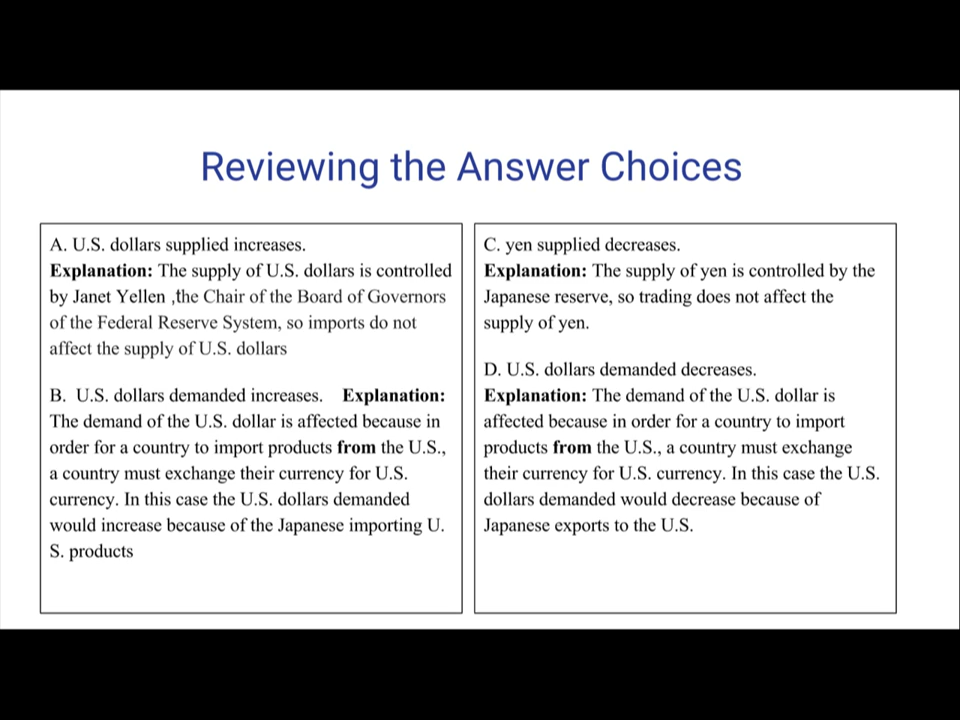 Reviewing the Answer Choices
A. U.S. dollars supplied increases.
Explanation: The supply of U.S. dollars is controlled
by Janet Yellen ,the Chair of the Board of Governors
of the Federal Reserve System, so imports do not
affect the supply of U.S. dollars
B. U.S. dollars demanded increases. Explanation:
The demand of the U.S. dollar is affected because in
order for a country to import products from the U.S.,
a country must exchange their currency for U.S.
currency. In this case the U.S. dollars demanded
would increase because of the Japanese importing U.
S. products
C. yen supplied decreases.
Explanation: The supply of yen is controlled by the
Japanese reserve, so trading does not affect the
supply of yen.
D. U.S. dollars demanded decreases.
Explanation: The demand of the U.S. dollar is
affected because in order for a country to import
products from the U.S., a country must exchange
their currency for U.S. currency. In this case the U.S.
dollars demanded would decrease because of
Japanese exports to the U.S.